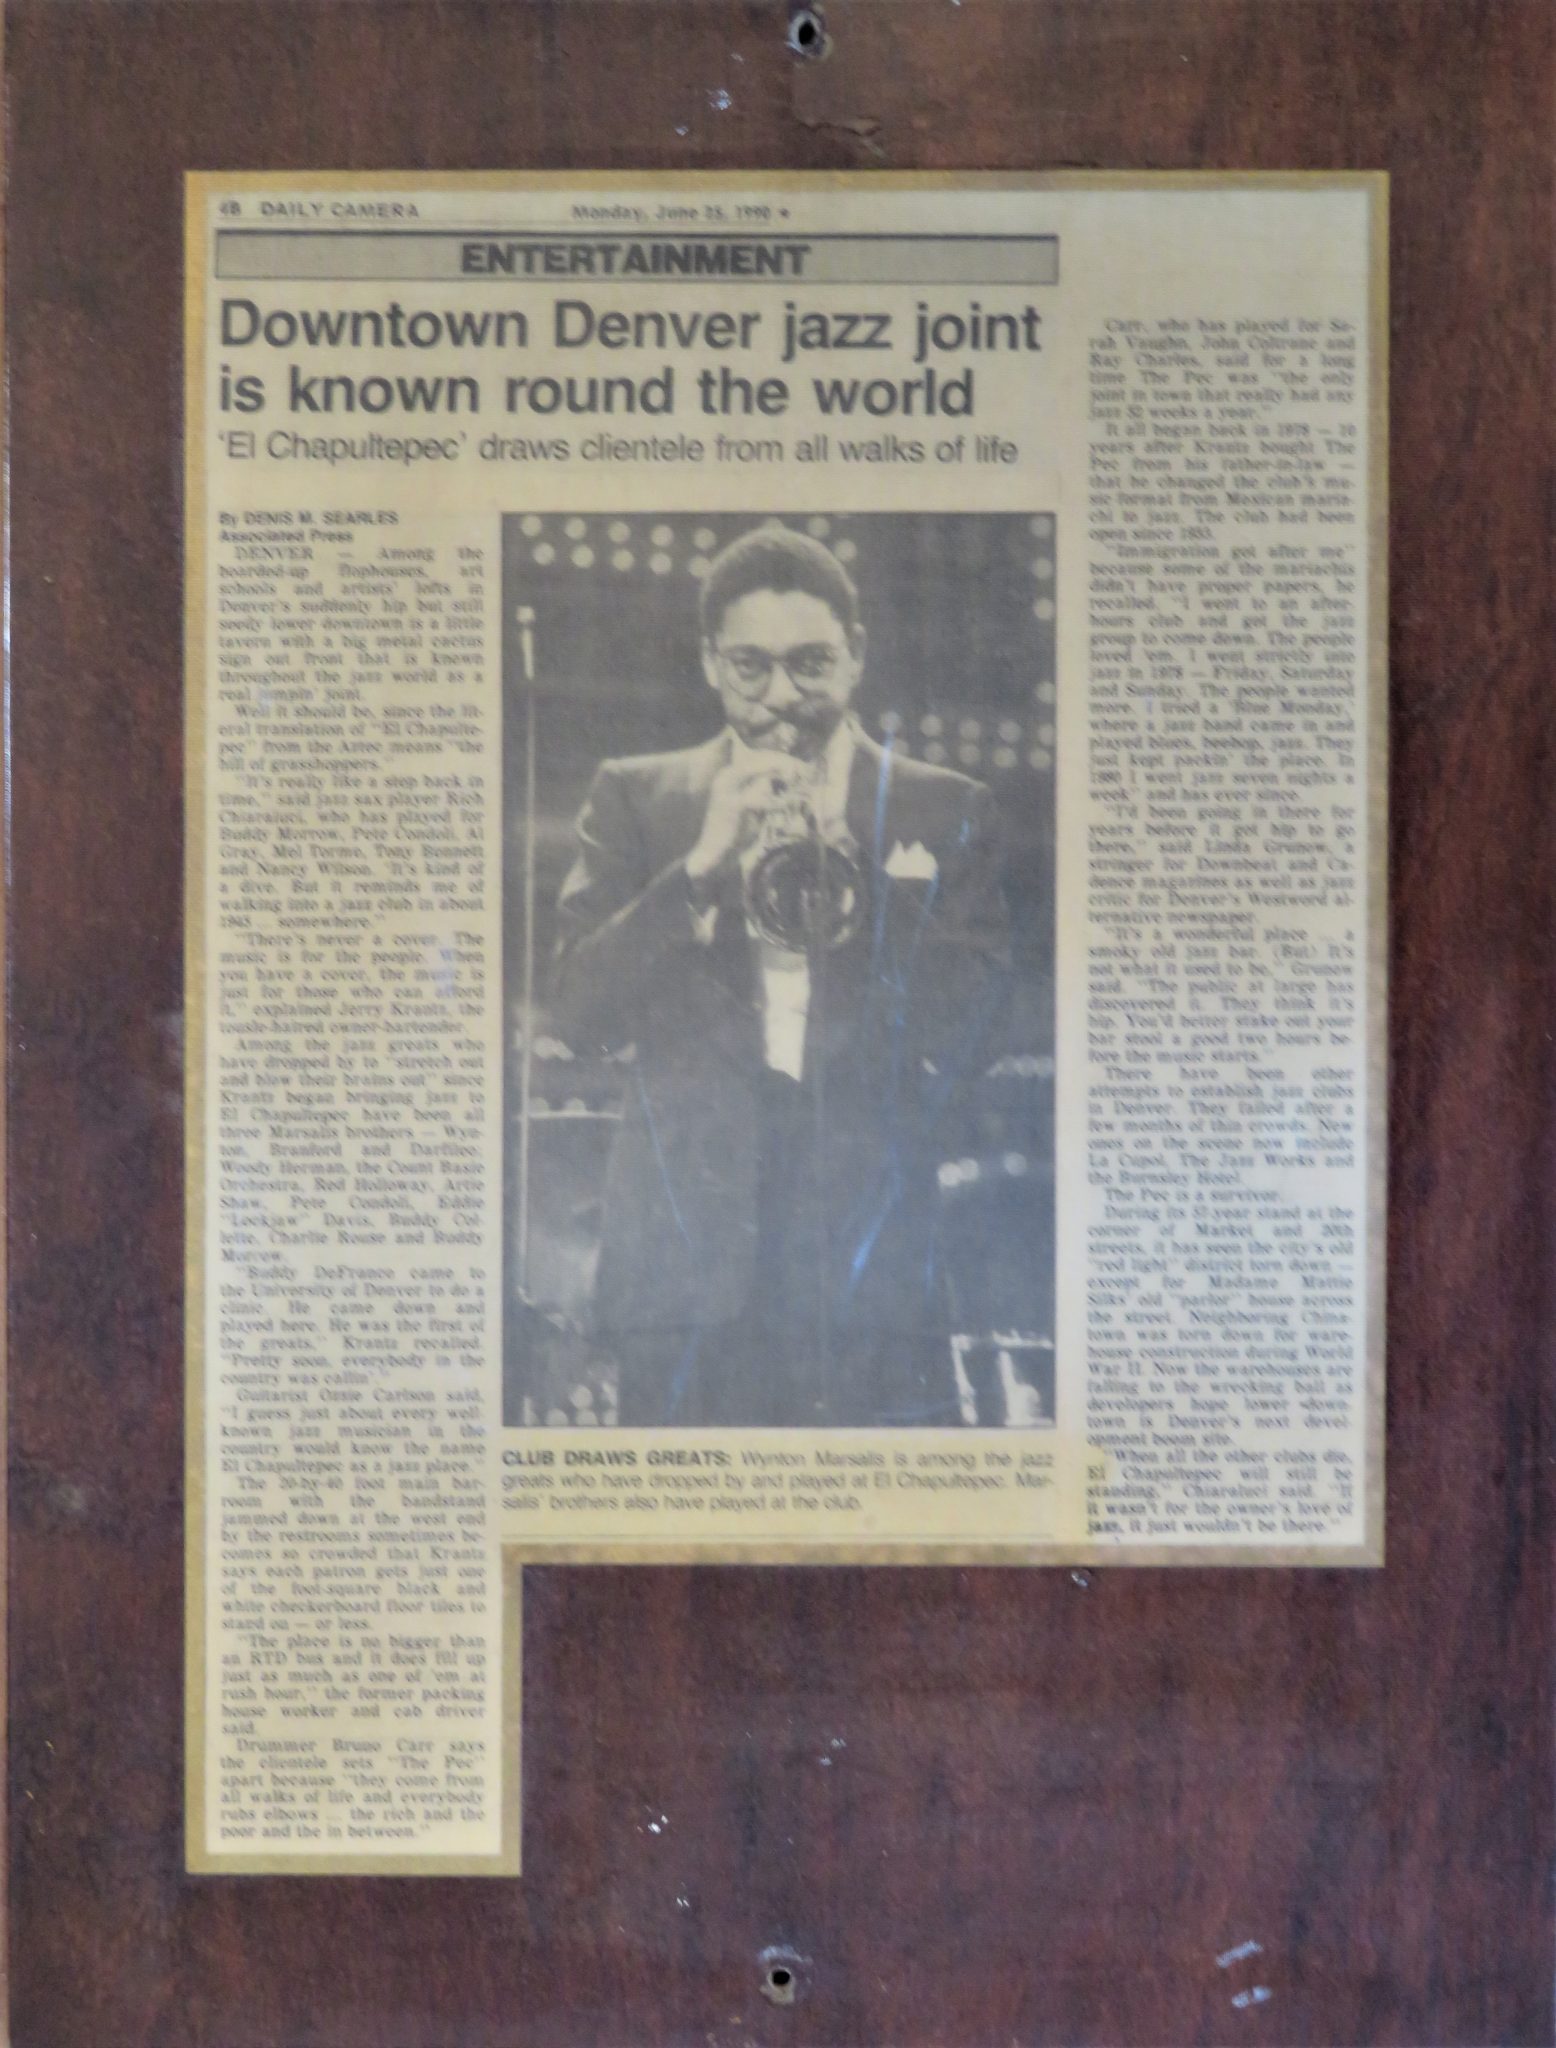 4B DAILY CAMERA
Monday, June 25, 1990 ★
ENTERTAINMENT
Downtown Denver jazz joint
is known round the world
'El Chapultepec' draws clientele from all walks of life
By DENIS M. SEARLES
Associated Press
DENVER — Among the
boarded-up flophouses, art
schools and artists' lofts in
Denver's suddenly hip but still
seedy lower downtown is a little
tavern with a big metal cactus
sign out front that is known
throughout the jazz world as a
real jumpin' joint.
Well it should be, since the lit-
eral translation of "El Chapulte-
pec" from the Aztec means "the
hill of grasshoppers."
"It's really like a step back in
time," said jazz sax player Rich
Chiaraluci, who has played for
Buddy Morrow, Pete Condoli, Al
Gray, Mel Torme, Tony Bennett
and Nancy Wilson. "It's kind of
a dive. But it reminds me of
walking into a jazz club in about
1945 ... somewhere."
"There's never a cover. The
music is for the people. When
you have a cover, the music is
just for those who can afford
it," explained Jerry Krantz, the
tousle-haired owner-bartender.
Among the jazz greats who
have dropped by to "stretch out
and blow their brains out" since
Krantz began bringing jazz to
El Chapultepec have been all
three Marsalis brothers — Wyn-
ton, Branford and Darfileo;
Woody Herman, the Count Basie
Orchestra, Red Holloway, Artie
Shaw, Pete Condoli, Eddie
"Lockjaw" Davis, Buddy Col-
lette, Charlie Rouse and Buddy
Morrow.
"Buddy DeFranco came to
the University of Denver to do a
clinic. He came down and
played here. He was the first of
the greats," Krantz recalled.
"Pretty soon, everybody in the
country was callin'."
Guitarist Ozzie Carlson said,
"I guess just about every well-
known jazz musician in the
country would know the name
El Chapultepec as a jazz place."
The 20-by-40 foot main bar-
room with the bandstand
jammed down at the west end
by the restrooms sometimes be-
comes so crowded that Krantz
says each patron gets just one
of the foot-square black and
white checkerboard floor tiles to
stand on — or less.
"The place is no bigger than
an RTD bus and it does fill up
just as much as one of 'em at
rush hour," the former packing
house worker and cab driver
said.
Drummer Bruno Carr says
the clientele sets "The Pec"
apart because "they come from
all walks of life and everybody
rubs elbows ... the rich and the
poor and the in between."
CLUB DRAWS GREATS: Wynton Marsalis is among the jazz
greats who have dropped by and played at El Chapultepec. Mar-
salis' brothers also have played at the club.
Carr, who has played for Sa-
rah Vaughn, John Coltrane and
Ray Charles, said for a long
time The Pec was "the only
joint in town that really had any
jazz 52 weeks a year."
It all began back in 1978 — 10
years after Krantz bought The
Pec from his father-in-law —
that he changed the club's mu-
sic format from Mexican maria-
chi to jazz. The club had been
open since 1933.
"Immigration got after me"
because some of the mariachis
didn't have proper papers, he
recalled. "I went to an after-
hours club and got the jazz
group to come down. The people
loved 'em. I went strictly into
jazz in 1978 — Friday, Saturday
and Sunday. The people wanted
more. I tried a 'Blue Monday,'
where a jazz band came in and
played blues, beebop, jazz. They
just kept packin' the place. In
1980 I went jazz seven nights a
week" and has ever since.
"I'd been going in there for
years before it got hip to go
there," said Linda Grunow, a
stringer for Downbeat and Ca-
dence magazines as well as jazz
critic for Denver's Westword al-
ternative newspaper.
"It's a wonderful place ... a
smoky old jazz bar. (But) It's
not what it used to be," Grunow
said. "The public at large has
discovered it. They think it's
hip. You'd better stake out your
bar stool a good two hours be-
fore the music starts."
There have been other
attempts to establish jazz clubs
in Denver. They failed after a
few months of thin crowds. New
ones on the scene now include
La Cupol, The Jazz Works and
the Burnsley Hotel.
The Pec is a survivor.
During its 57-year stand at the
corner of Market and 20th
streets, it has seen the city's old
"red light" district torn down —
except for Madame Mattie
Silks' old "parlor" house across
the street. Neighboring China-
town was torn down for ware-
house construction during World
War II. Now the warehouses are
falling to the wrecking ball as
developers hope lower down-
town is Denver's next devel-
opment boom site.
"When all the other clubs die,
El Chapultepec will still be
standing," Chiaraluci said. "If
it wasn't for the owner's love of
jazz, it just wouldn't be there."